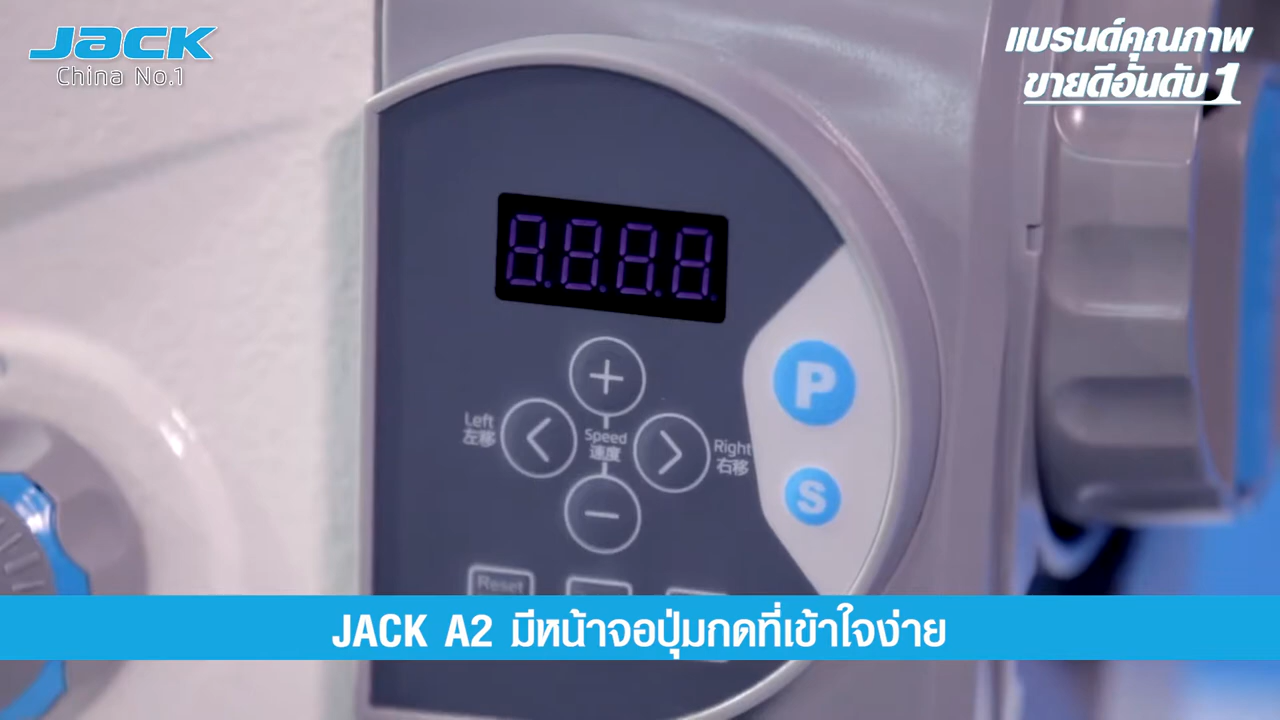 JACK
China No.1
แบรนด์คุณภาพ
ขายดีอันดับ 1
8.8.8.8.
+
Left
左移
<
Speed
速度
>
Right
右移
−
P
S
Reset
JACK A2 มีหน้าจอปุ่มกดที่เข้าใจง่าย